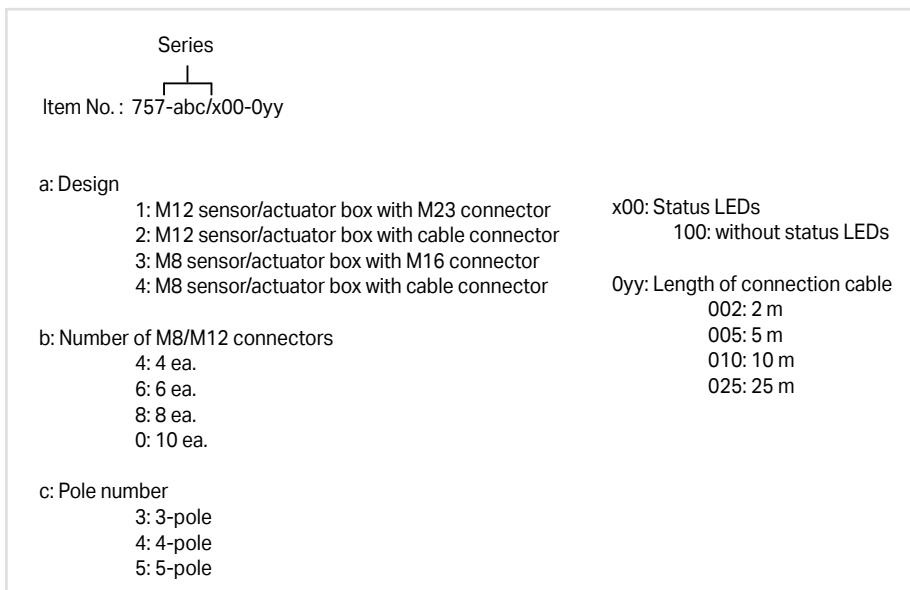 Series
Item No. : 757-abc/x00-0yy
a: Design
1: M12 sensor/actuator box with M23 connector
2: M12 sensor/actuator box with cable connector
3: M8 sensor/actuator box with M16 connector
4: M8 sensor/actuator box with cable connector
b: Number of M8/M12 connectors
4: 4 ea.
6: 6 ea.
8: 8 ea.
0: 10 ea.
c: Pole number
3: 3-pole
4: 4-pole
5: 5-pole
x00: Status LEDs
100: without status LEDs
0yy: Length of connection cable
002: 2 m
005: 5 m
010: 10 m
025: 25 m